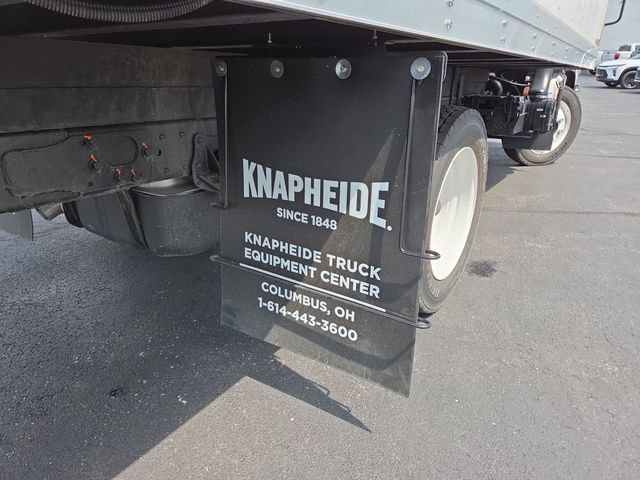 KNAPHEIDE.
SINCE 1848
KNAPHEIDE TRUCK
EQUIPMENT CENTER
COLUMBUS, OH
1-614-443-3600